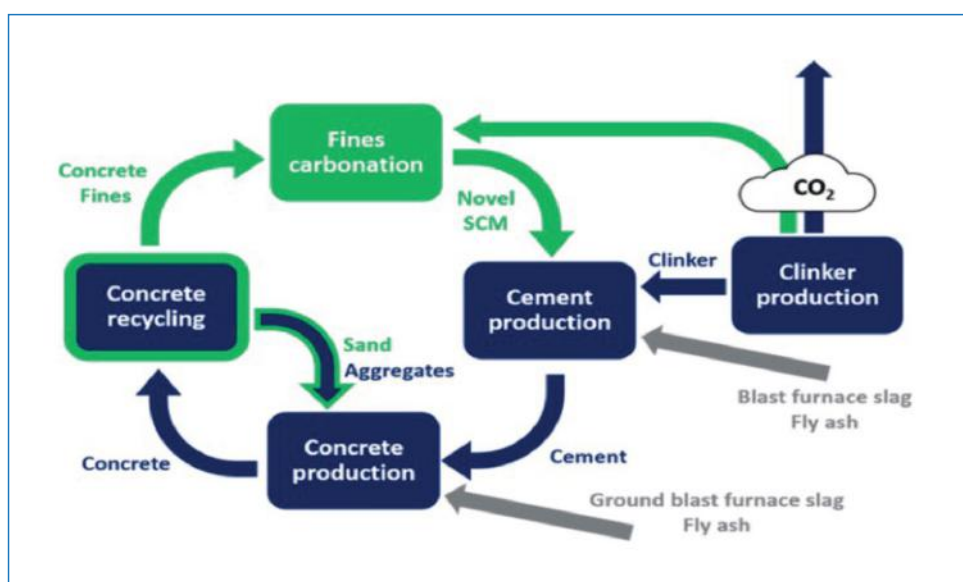 Fines
carbonation
CO₂
Concrete
Fines
Novel
SCM
Clinker
Clinker
production
Concrete
recycling
Cement
production
Sand
Aggregates
Blast furnace slag
Fly ash
Concrete
Concrete
production
Cement
Ground blast furnace slag
Fly ash